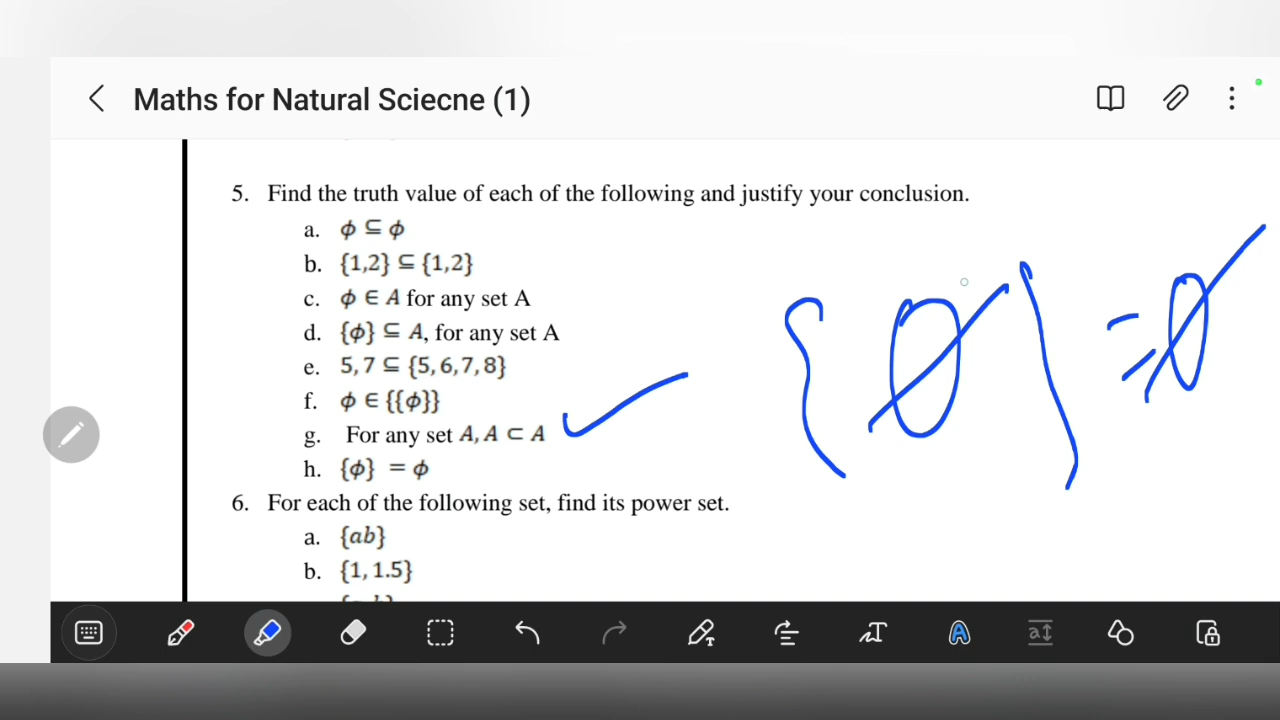 Maths for Natural Sciecne (1)
5. Find the truth value of each of the following and justify your conclusion.
a. ϕ ⊆ ϕ
b. {1,2} ⊆ {1,2}
c. ϕ ∈ A for any set A
d. {ϕ} ⊆ A, for any set A
e. 5,7 ⊆ {5,6,7,8}
f. ϕ ∈ {{ϕ}}
g. For any set A, A ⊂ A
h. {ϕ} = ϕ
{∅} = ∅
6. For each of the following set, find its power set.
a. {ab}
b. {1, 1.5}